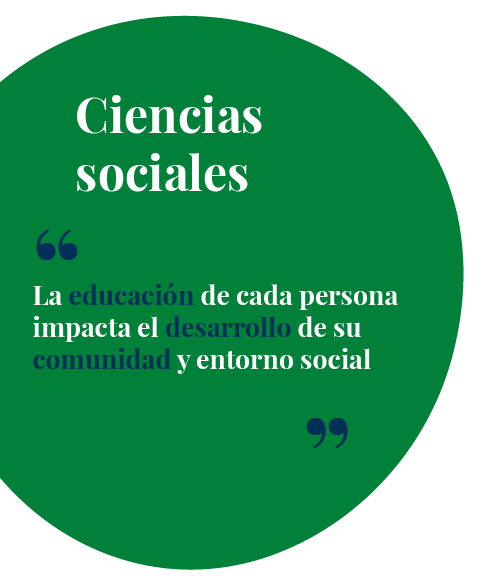 Ciencias
sociales
“
La educación de cada persona
impacta el desarrollo de su
comunidad y entorno social
”